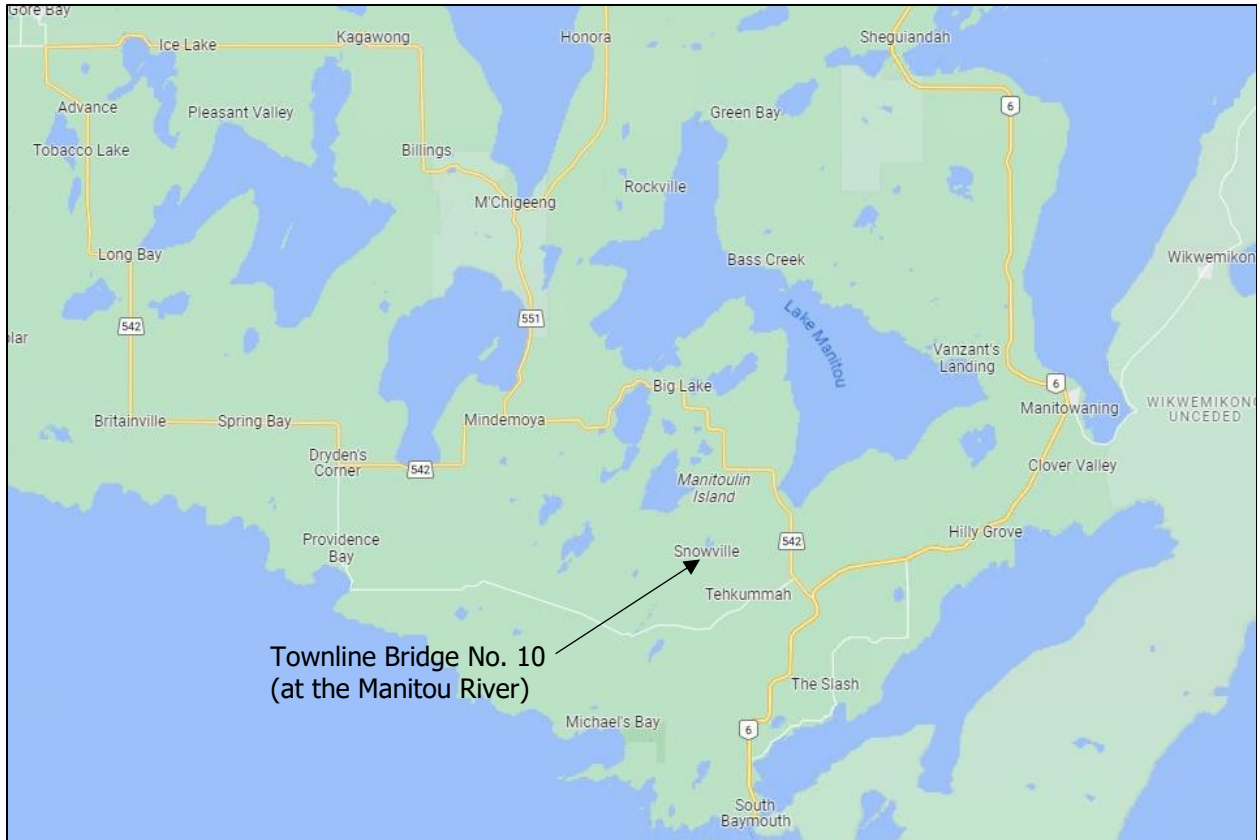 Gore Bay
Ice Lake
Kagawong
Honora
Sheguiandah
Advance
Pleasant Valley
Green Bay
6
Tobacco Lake
Billings
Rockville
M'Chigeeng
Long Bay
Bass Creek
Wikwemikon
542
551
Lake Manitou
olar
Vanzant's
Landing
Big Lake
6
Manitowaning
WIKWEMIKONG
UNCEDED
Britainville
Spring Bay
Mindemoya
Dryden's
Corner
542
Clover Valley
Manitoulin
Island
Providence
Bay
Snowville
542
Hilly Grove
Tehkummah
Townline Bridge No. 10
(at the Manitou River)
The Slash
Michael's Bay
6
South
Baymouth